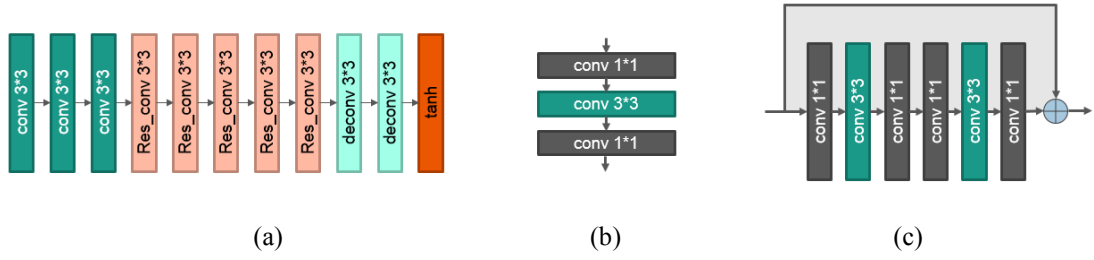 conv 3*3
conv 3*3
conv 3*3
Res_conv 3*3
Res_conv 3*3
Res_conv 3*3
Res_conv 3*3
Res_conv 3*3
deconv 3*3
deconv 3*3
tanh
(a)
conv 1*1
conv 3*3
conv 1*1
(b)
conv 1*1
conv 3*3
conv 1*1
conv 1*1
conv 3*3
conv 1*1
(c)